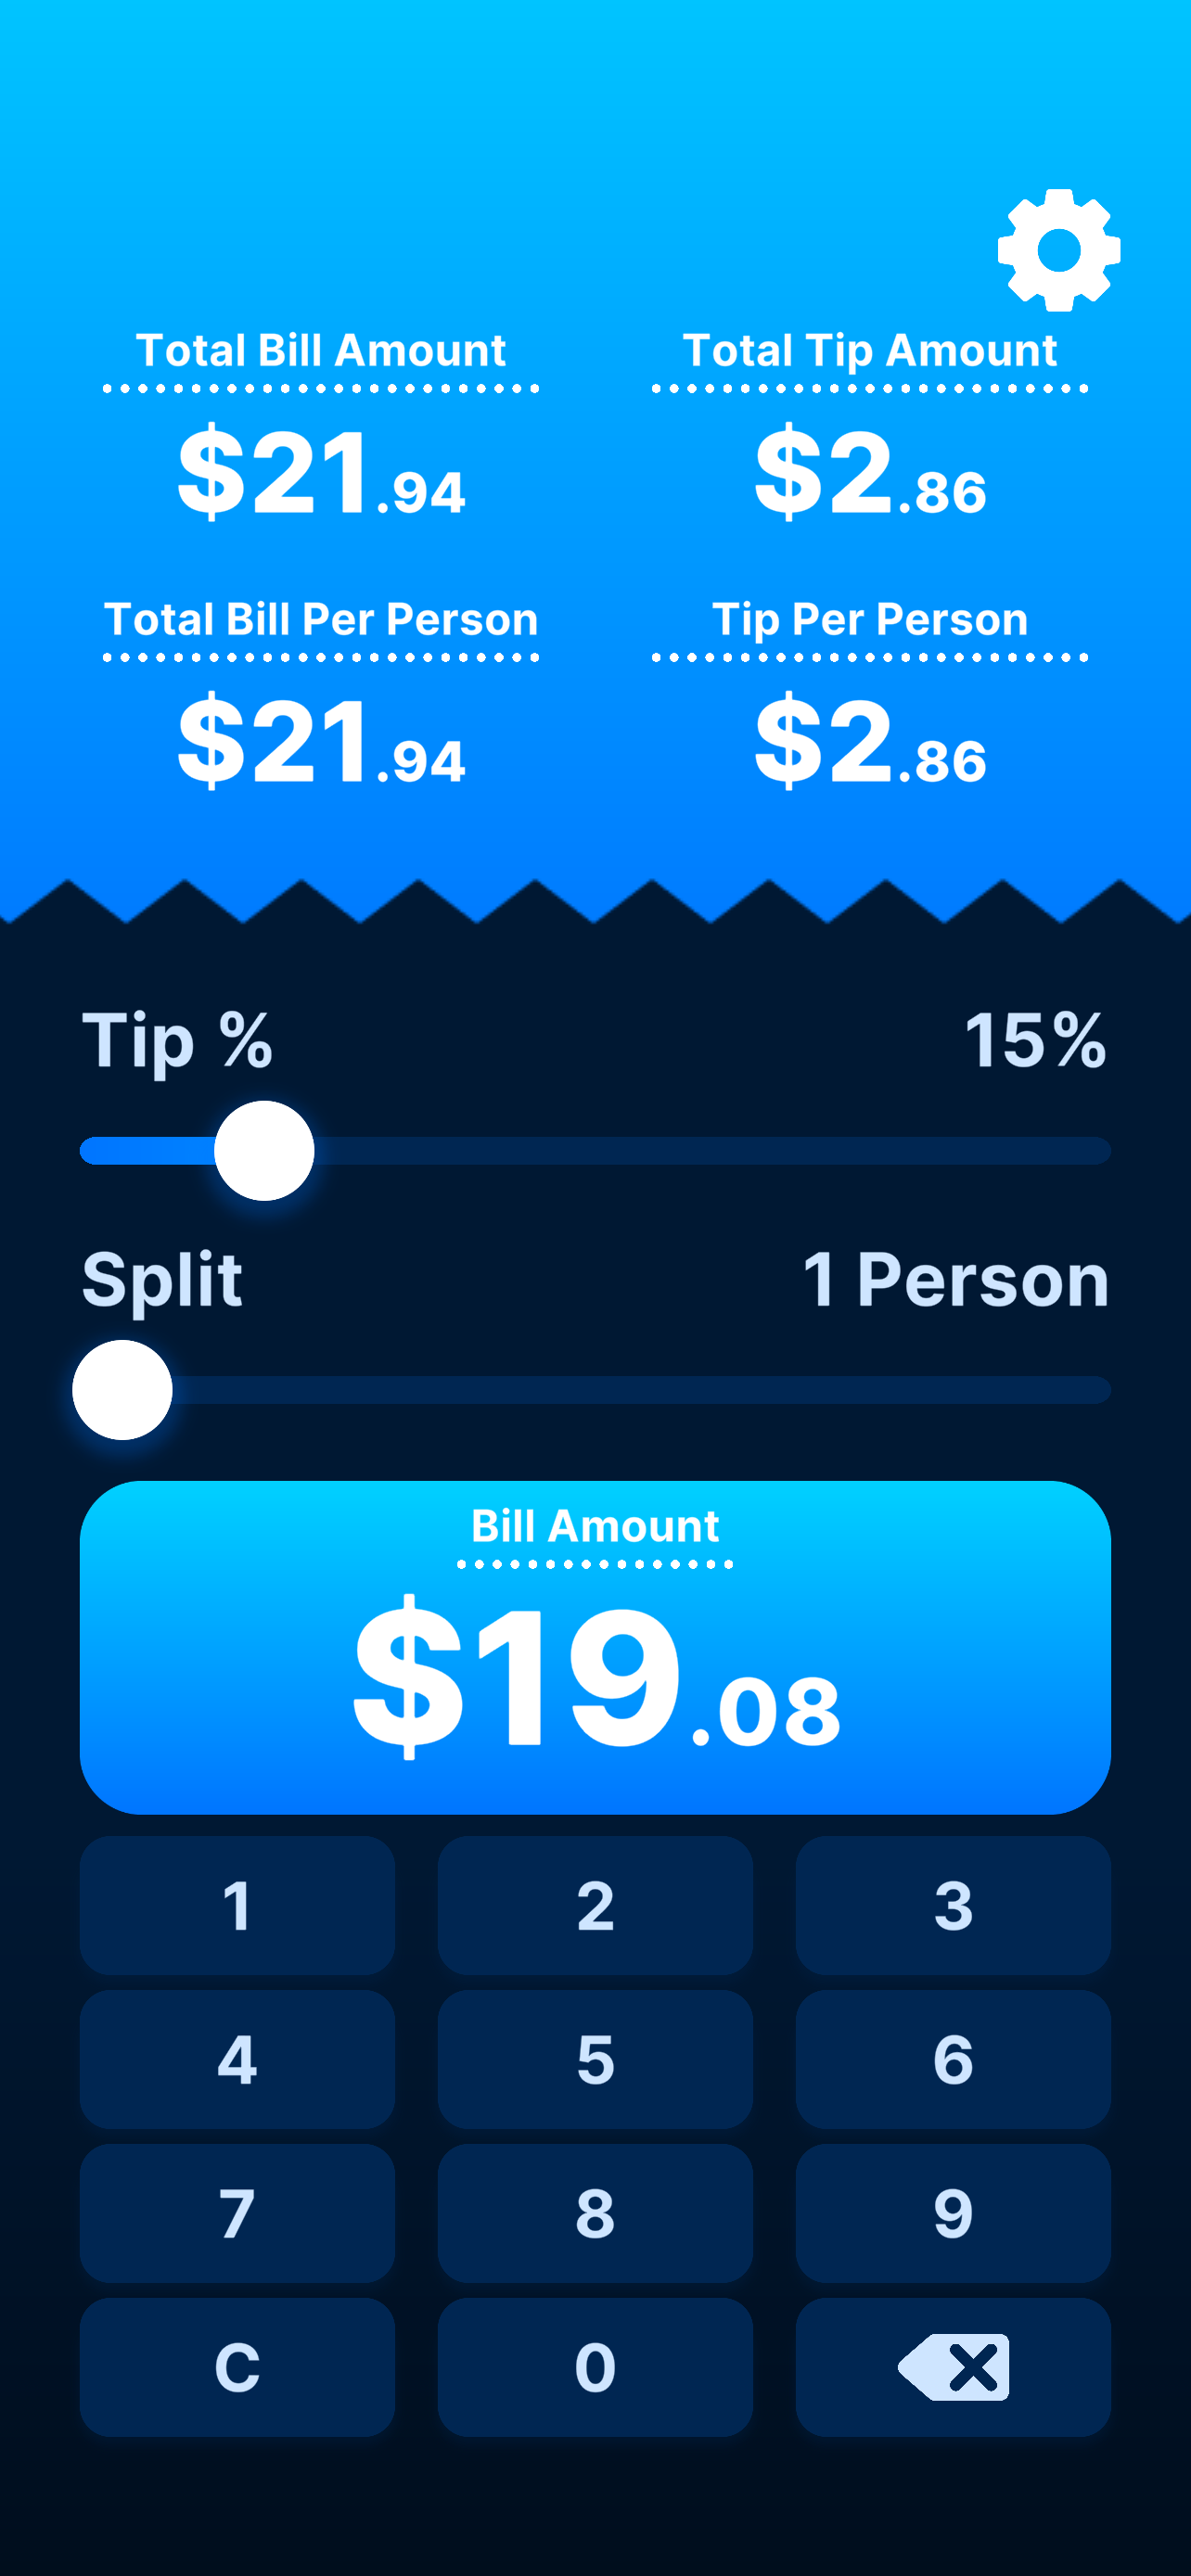 Total Bill Amount
Total Tip Amount
$21.94
$2.86
Total Bill Per Person
Tip Per Person
$21.94
$2.86
Tip %
15%
Split
1 Person
Bill Amount
$19.08
1 2 3
4 5 6
7 8 9
C 0